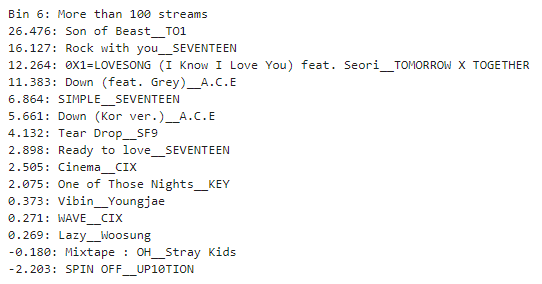 Bin 6: More than 100 streams
26.476: Son of Beast__TO1
16.127: Rock with you__SEVENTEEN
12.264: 0X1=LOVESONG (I Know I Love You) feat. Seori__TOMORROW X TOGETHER
11.383: Down (feat. Grey)__A.C.E
6.864: SIMPLE__SEVENTEEN
5.661: Down (Kor ver.)__A.C.E
4.132: Tear Drop__SF9
2.898: Ready to love__SEVENTEEN
2.505: Cinema__CIX
2.075: One of Those Nights__KEY
0.373: Vibin__Youngjae
0.271: WAVE__CIX
0.269: Lazy__Woosung
-0.180: Mixtape : OH__Stray Kids
-2.203: SPIN OFF__UP10TION